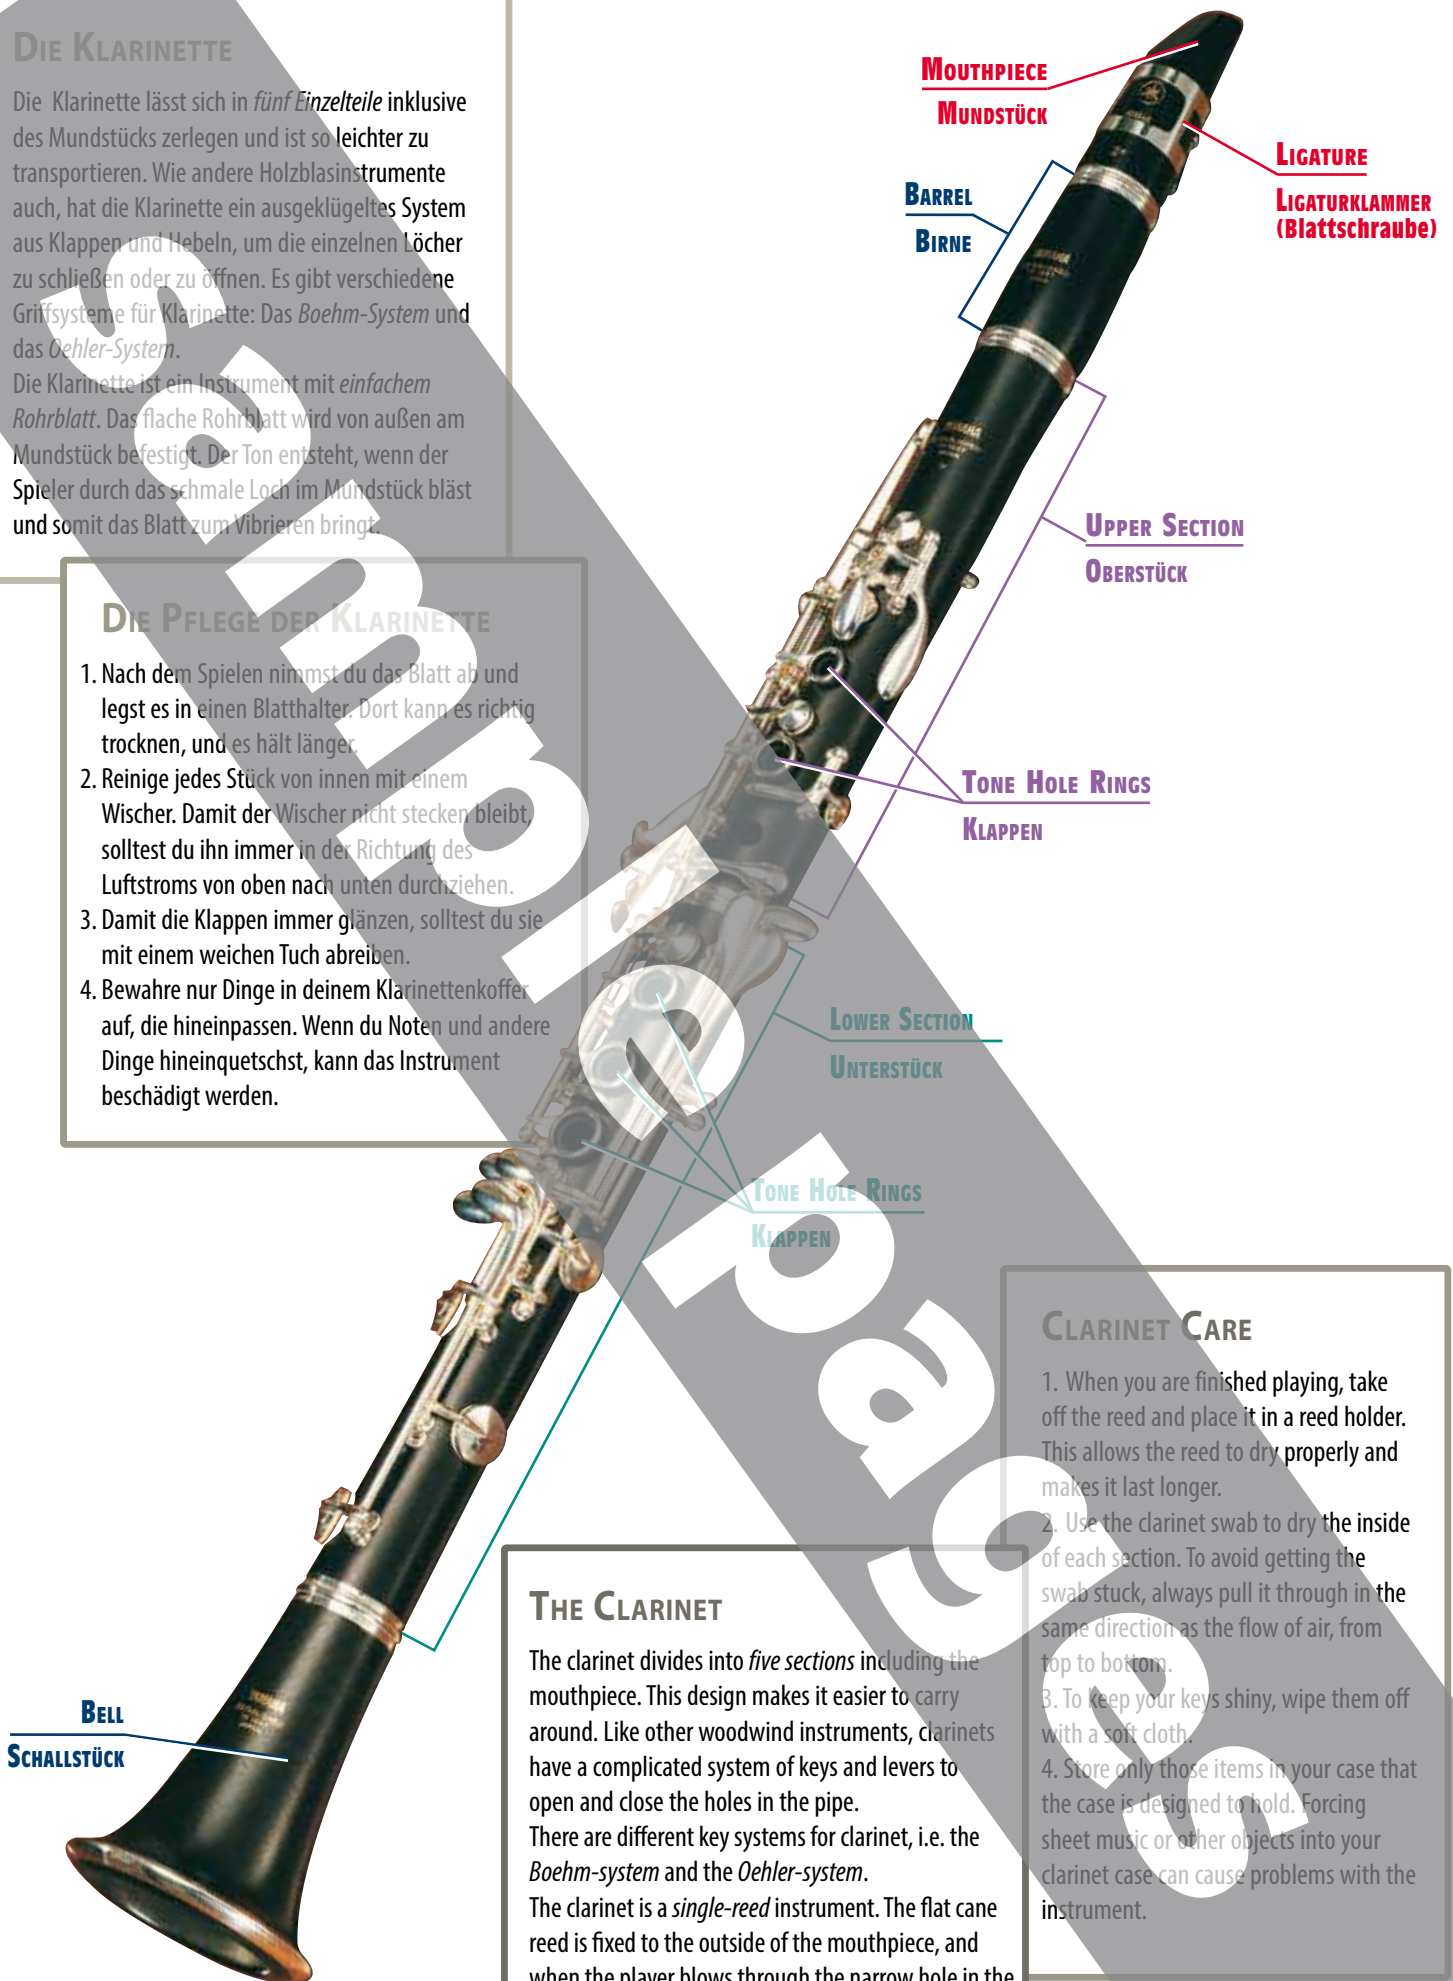 DIE KLARINETTE
Die Klarinette lässt sich in fünf Einzelteile inklusive
des Mundstücks zerlegen und ist so leichter zu
transportieren. Wie andere Holzblasinstrumente
auch, hat die Klarinette ein ausgeklügeltes System
aus Klappen und Hebeln, um die einzelnen Löcher
zu schließen oder zu öffnen. Es gibt verschiedene
Griffsysteme für Klarinette: Das Boehm-System und
das Oehler-System.
Die Klarinette ist ein Instrument mit einfachem
Rohrblatt. Das flache Rohrblatt wird von außen am
Mundstück befestigt. Der Ton entsteht, wenn der
Spieler durch das schmale Loch im Mundstück bläst
und somit das Blatt zum Vibrieren bringt.
DIE PFLEGE DER KLARINETTE
1. Nach dem Spielen nimmst du das Blatt ab und
legst es in einen Blatthalter. Dort kann es richtig
trocknen, und es hält länger.
2. Reinige jedes Stück von innen mit einem
Wischer. Damit der Wischer nicht stecken bleibt,
solltest du ihn immer in der Richtung des
Luftstroms von oben nach unten durchziehen.
3. Damit die Klappen immer glänzen, solltest du sie
mit einem weichen Tuch abreiben.
4. Bewahre nur Dinge in deinem Klarinettenkoffer
auf, die hineinpassen. Wenn du Noten und andere
Dinge hineinquetschst, kann das Instrument
beschädigt werden.
MOUTHPIECE
MUNDSTÜCK
LIGATURE
LIGATURKLAMMER
(Blattschraube)
BARREL
BIRNE
UPPER SECTION
OBERSTÜCK
TONE HOLE RINGS
KLAPPEN
LOWER SECTION
UNTERSTÜCK
TONE HOLE RINGS
KLAPPEN
BELL
SCHALLSTÜCK
THE CLARINET
The clarinet divides into five sections including the
mouthpiece. This design makes it easier to carry
around. Like other woodwind instruments, clarinets
have a complicated system of keys and levers to
open and close the holes in the pipe.
There are different key systems for clarinet, i.e. the
Boehm-system and the Oehler-system.
The clarinet is a single-reed instrument. The flat cane
reed is fixed to the outside of the mouthpiece, and
when the player blows through the narrow hole in the
CLARINET CARE
1. When you are finished playing, take
off the reed and place it in a reed holder.
This allows the reed to dry properly and
makes it last longer.
2. Use the clarinet swab to dry the inside
of each section. To avoid getting the
swab stuck, always pull it through in the
same direction as the flow of air, from
top to bottom.
3. To keep your keys shiny, wipe them off
with a soft cloth.
4. Store only those items in your case that
the case is designed to hold. Forcing
sheet music or other objects into your
clarinet case can cause problems with the
instrument.
sample pages